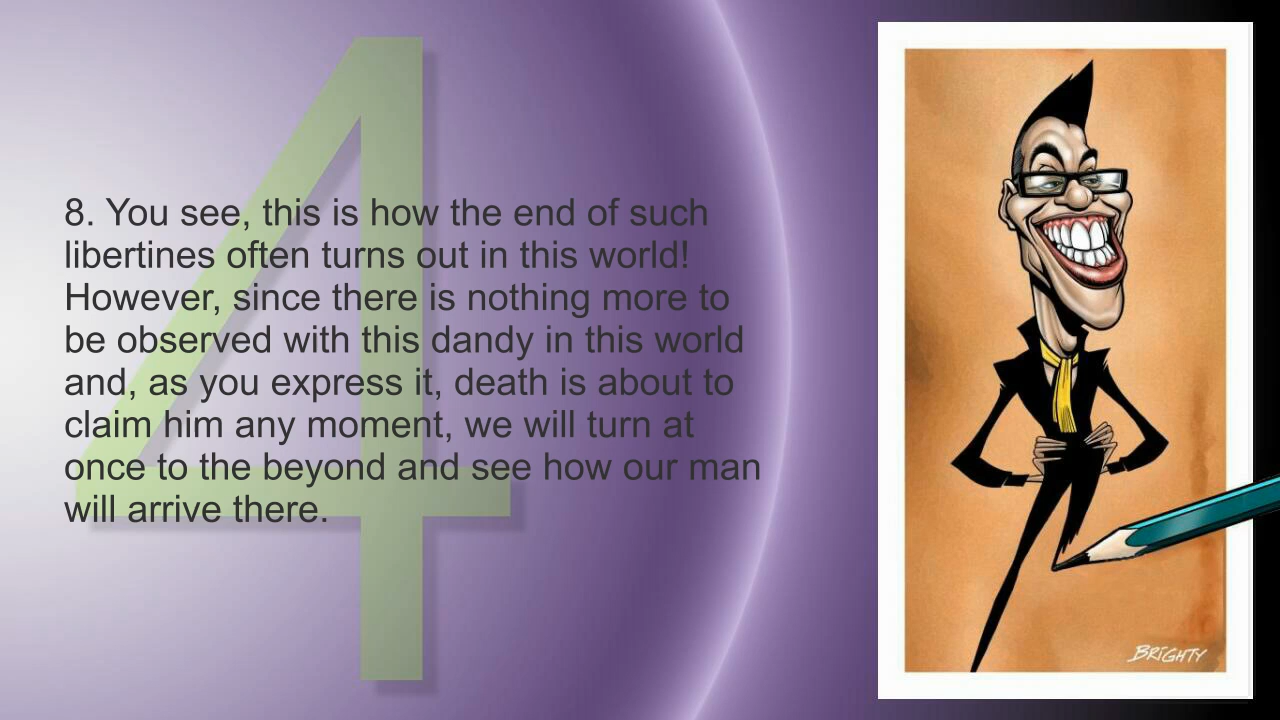 4
8. You see, this is how the end of such
libertines often turns out in this world!
However, since there is nothing more to
be observed with this dandy in this world
and, as you express it, death is about to
claim him any moment, we will turn at
once to the beyond and see how our man
will arrive there.
BRIGHTY